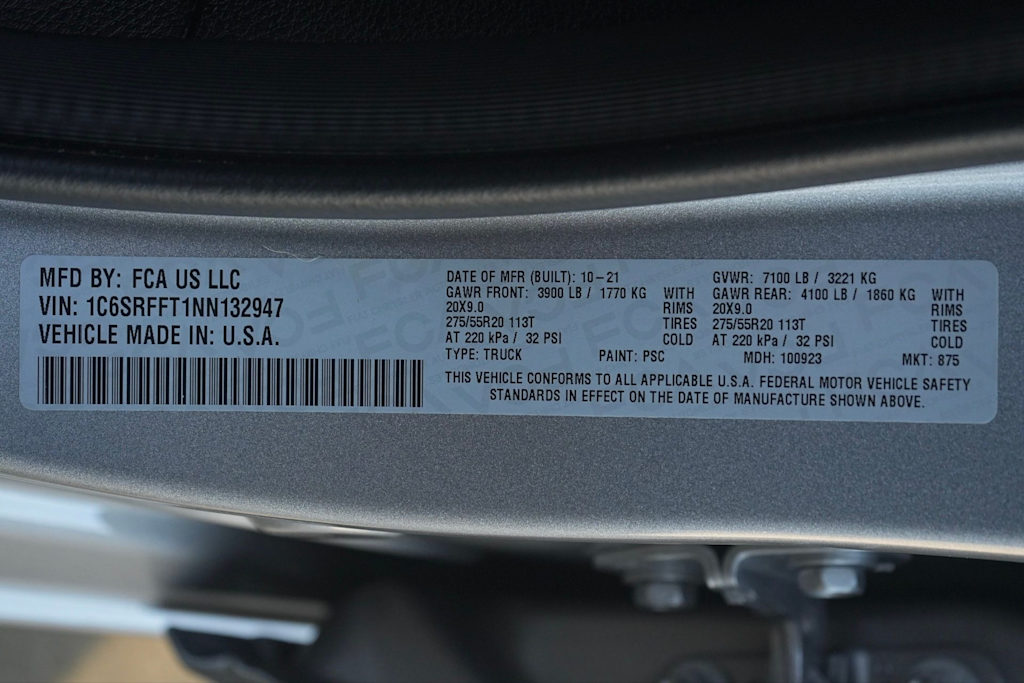 MFD BY: FCA US LLC
VIN: 1C6SRFFT1NN132947
VEHICLE MADE IN: U.S.A.
DATE OF MFR (BUILT): 10-21
GAWR FRONT: 3900 LB / 1770 KG WITH
20X9.0 RIMS
275/55R20 113T TIRES
AT 220 kPa / 32 PSI COLD
GVWR: 7100 LB / 3221 KG
GAWR REAR: 4100 LB / 1860 KG WITH
20X9.0 RIMS
275/55R20 113T TIRES
AT 220 kPa / 32 PSI COLD
TYPE: TRUCK PAINT: PSC MDH: 100923 MKT: 875
THIS VEHICLE CONFORMS TO ALL APPLICABLE U.S.A. FEDERAL MOTOR VEHICLE SAFETY
STANDARDS IN EFFECT ON THE DATE OF MANUFACTURE SHOWN ABOVE.